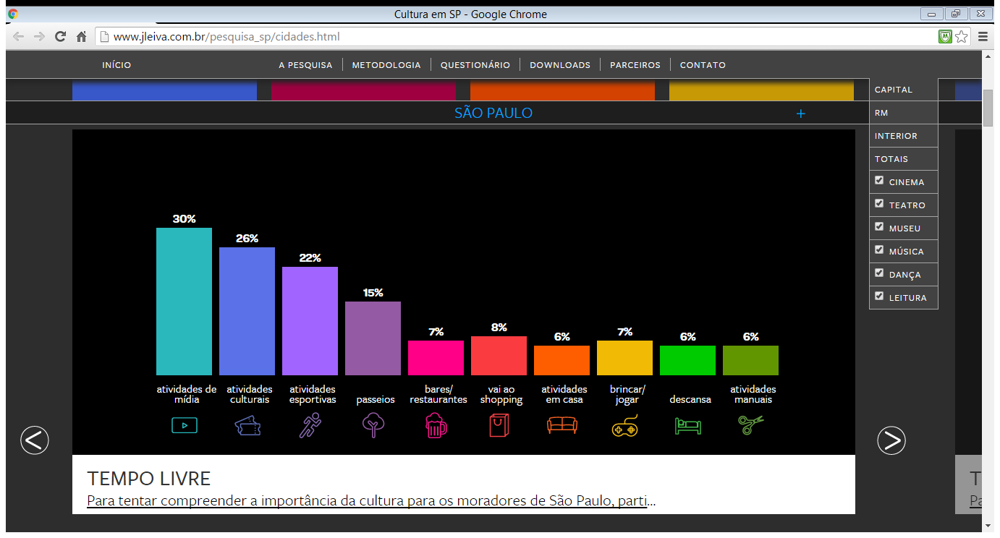 Cultura em SP - Google Chrome
www.jleiva.com.br/pesquisa_sp/cidades.html
INÍCIO
A PESQUISA
METODOLOGIA
QUESTIONÁRIO
DOWNLOADS
PARCEIROS
CONTATO
SÃO PAULO
+
CAPITAL
RM
INTERIOR
TOTAIS
CINEMA
TEATRO
MUSEU
MÚSICA
DANÇA
LEITURA
30%
26%
22%
15%
7%
8%
6%
7%
6%
6%
atividades de
mídia
atividades
culturais
atividades
esportivas
passeios
bares/
restaurantes
vai ao
shopping
atividades
em casa
brincar/
jogar
descansa
atividades
manuais
<
>
TEMPO LIVRE
Para tentar compreender a importância da cultura para os moradores de São Paulo, parti...
T
Pa